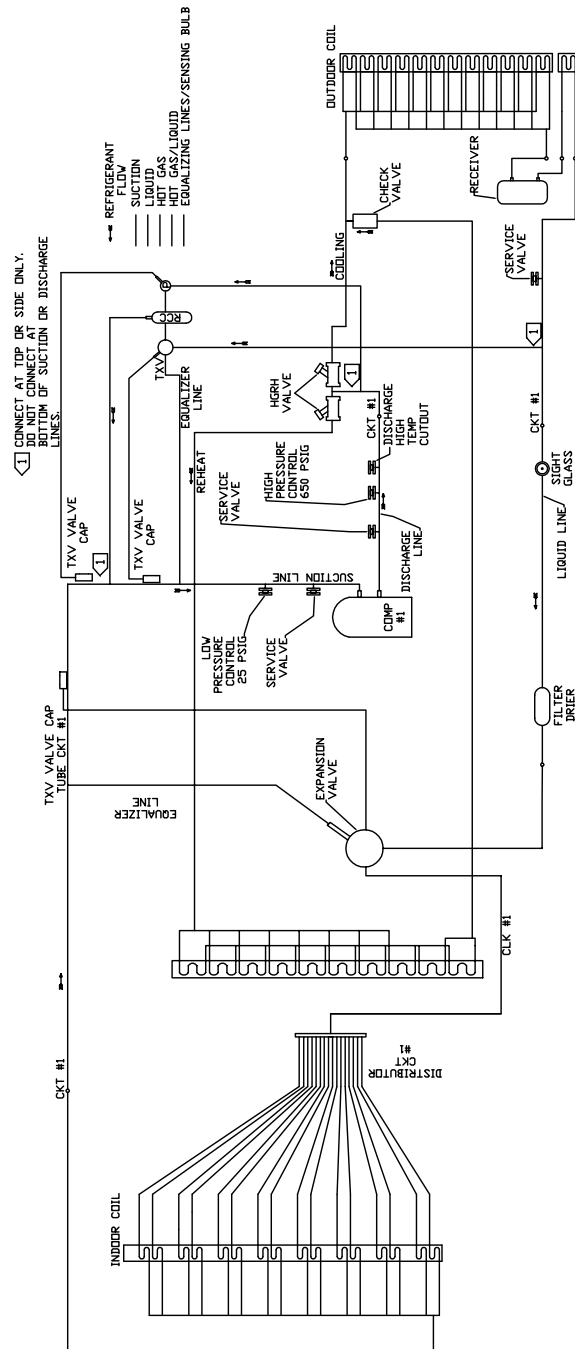 1
CONNECT AT TOP OR SIDE ONLY.
DO NOT CONNECT AT
BOTTOM OF SUCTION OR DISCHARGE
LINES.
REFRIGERANT
FLOW
SUCTION
LIQUID
HOT GAS
HOT GAS/LIQUID
EQUALIZING LINES/SENSING BULB
INDOOR COIL
CKT #1
TXV VALVE CAP
TUBE CKT #1
EQUALIZER
LINE
TXV VALVE
CAP
1
TXV VALVE
CAP
RCC
TXV
EQUALIZER
LINE
REHEAT
HGRH
VALVE
1
COOLING
CHECK
VALVE
OUTDOOR COIL
RECEIVER
SERVICE
VALVE
1
SUCTION LINE
LOW
PRESSURE
CONTROL
25 PSIG
SERVICE
VALVE
SERVICE
VALVE
HIGH
PRESSURE
CONTROL
650 PSIG
CKT #1
DISCHARGE
HIGH
TEMP
CUTOUT
DISCHARGE
LINE
COMP
#1
EXPANSION
VALVE
CLK #1
DISTRIBUTOR
CKT
#1
FILTER
DRIER
LIQUID LINE
SIGHT
GLASS
CKT #1